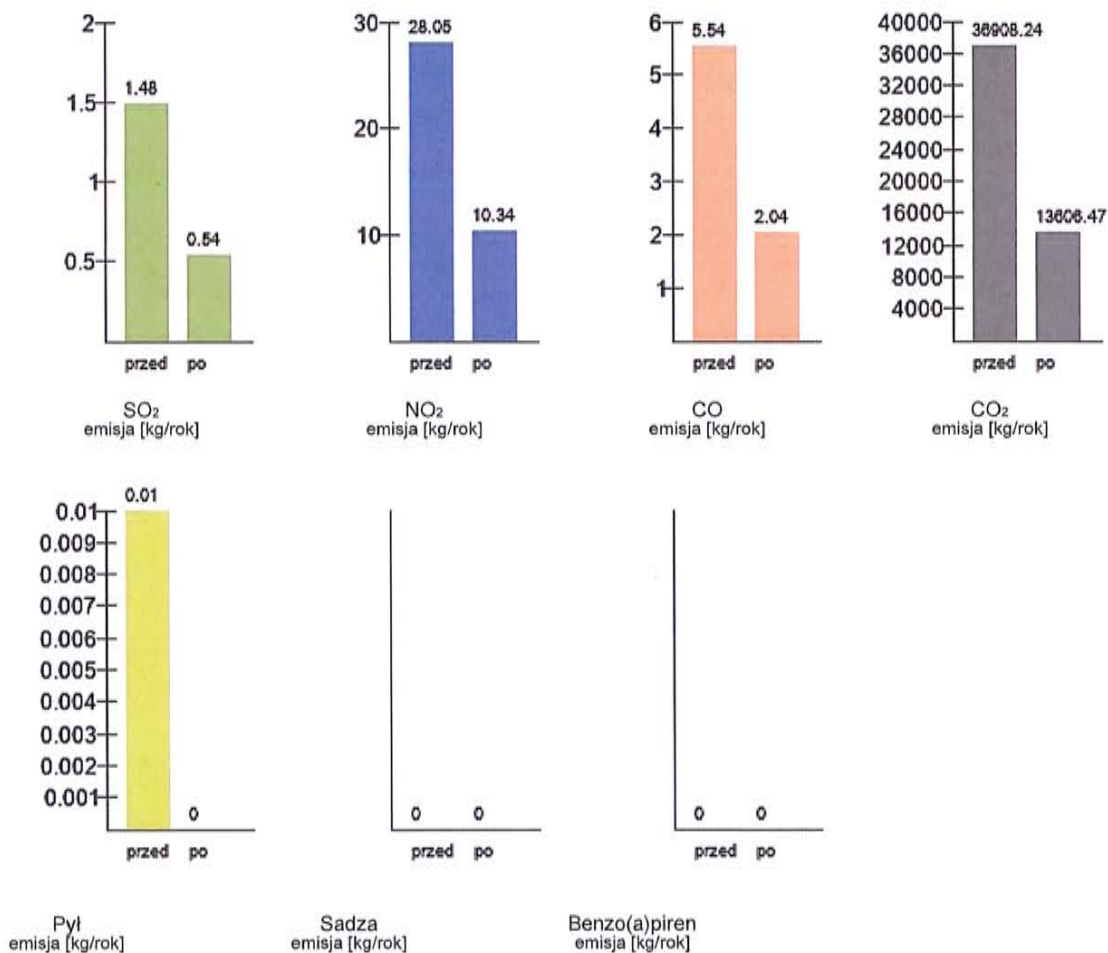 2
1.5
1
0.5
1.48
0.54
przed po
SO₂
emisja [kg/rok]
30
20
10
28.05
10.34
przed po
NO₂
emisja [kg/rok]
6
5
4
3
2
1
5.54
2.04
przed po
CO
emisja [kg/rok]
40000
36000
32000
28000
24000
20000
16000
12000
8000
4000
36908.24
13606.47
przed po
CO₂
emisja [kg/rok]
0.01
0.009
0.008
0.007
0.006
0.005
0.004
0.003
0.002
0.001
0.01
0
przed po
Pył
emisja [kg/rok]
0 0
przed po
Sadza
emisja [kg/rok]
0 0
przed po
Benzo(a)piren
emisja [kg/rok]